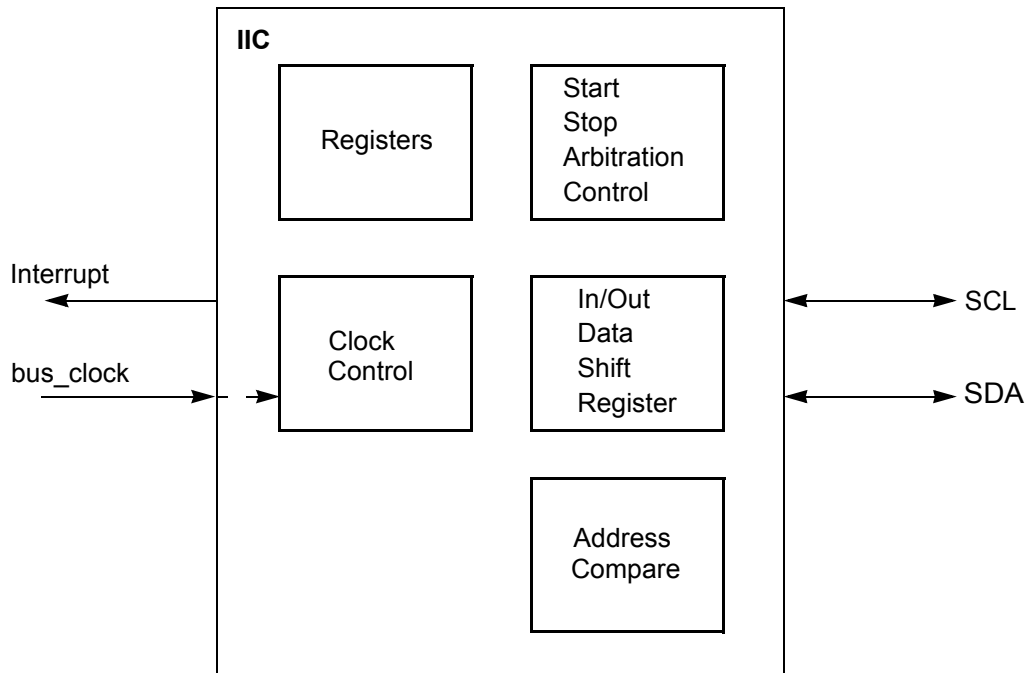 IIC
Registers
Start
Stop
Arbitration
Control
Interrupt
bus_clock
Clock
Control
In/Out
Data
Shift
Register
SCL
SDA
Address
Compare